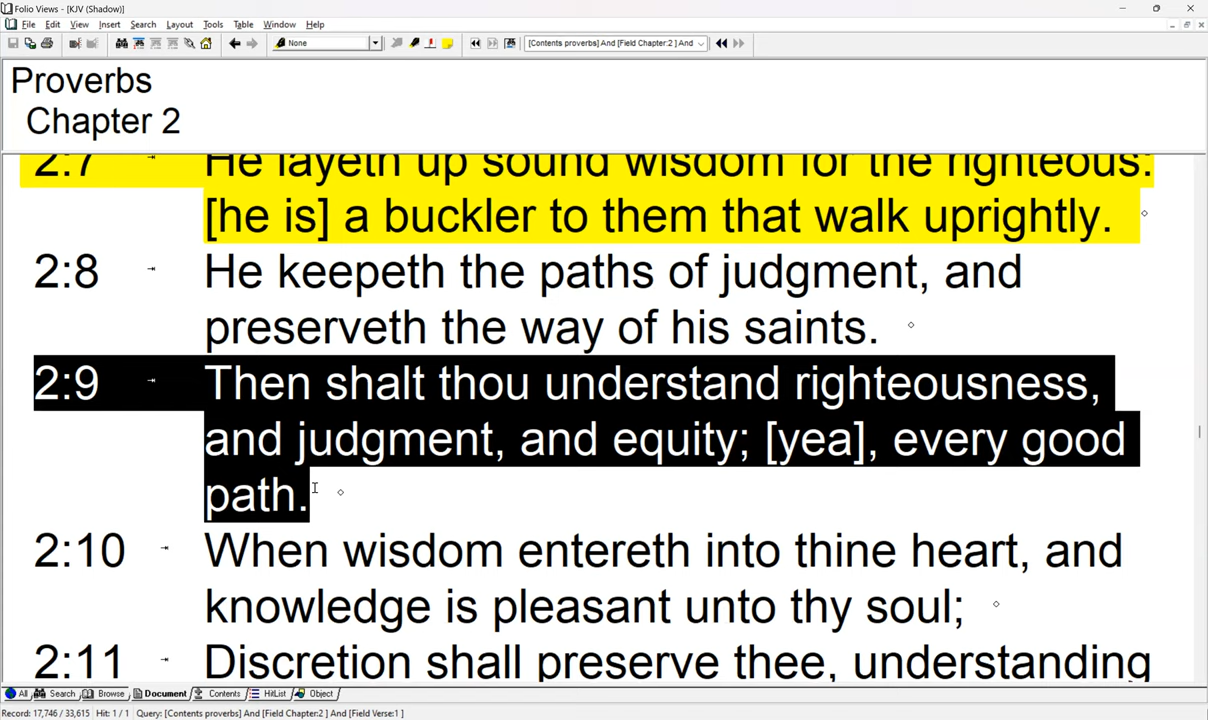 Folio Views - [KJV (Shadow)]
File Edit View Insert Search Layout Tools Table Window Help
None [Contents proverbs] And [Field Chapter:2 ] And
Proverbs
Chapter 2
2:7 He layeth up sound wisdom for the righteous:
[he is] a buckler to them that walk uprightly.
2:8 He keepeth the paths of judgment, and
preserveth the way of his saints.
2:9 Then shalt thou understand righteousness,
and judgment, and equity; [yea], every good
path.
2:10 When wisdom entereth into thine heart, and
knowledge is pleasant unto thy soul;
2:11 Discretion shall preserve thee, understanding
All Search Browse Document Contents HitList Object
Record: 17,746 / 33,615 Hit: 1 / 1 Query: [Contents proverbs] And [Field Chapter:2 ] And [Field Verse:1 ]